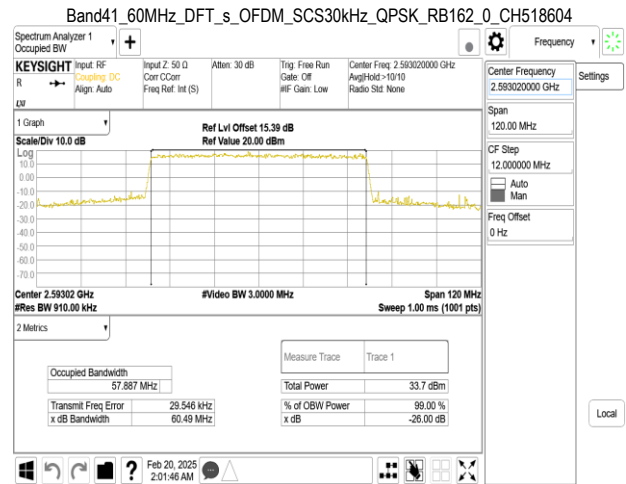 Band41_60MHz_DFT_s_OFDM_SCS30kHz_QPSK_RB162_0_CH518604
Spectrum Analyzer 1
Occupied BW
+
Frequency
KEYSIGHT
R
LXI
Input: RF
Coupling: DC
Align: Auto
Input Z: 50 Ω
Corr CCorr
Freq Ref: Int (S)
Atten: 30 dB
Trig: Free Run
Gate: Off
#IF Gain: Low
Center Freq: 2.593020000 GHz
Avg|Hold:>10/10
Radio Std: None
Center Frequency
2.593020000 GHz
Settings
Span
120.00 MHz
CF Step
12.000000 MHz
Auto
Man
Freq Offset
0 Hz
Local
1 Graph
Ref Lvl Offset 15.39 dB
Scale/Div 10.0 dB
Ref Value 20.00 dBm
Log
10.0
0.00
-10.0
-20.0
-30.0
-40.0
-50.0
-60.0
-70.0
Center 2.59302 GHz
#Video BW 3.0000 MHz
Span 120 MHz
#Res BW 910.00 kHz
Sweep 1.00 ms (1001 pts)
2 Metrics
Measure Trace
Trace 1
Occupied Bandwidth
57.887 MHz
Total Power
33.7 dBm
Transmit Freq Error
29.546 kHz
% of OBW Power
99.00 %
x dB Bandwidth
60.49 MHz
x dB
-26.00 dB
?
Feb 20, 2025
2:01:46 AM